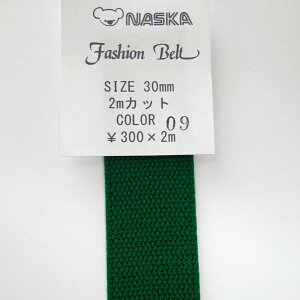 NASKA
Fashion Belt
SIZE 30mm
2mカット
COLOR 09
￥300×2m